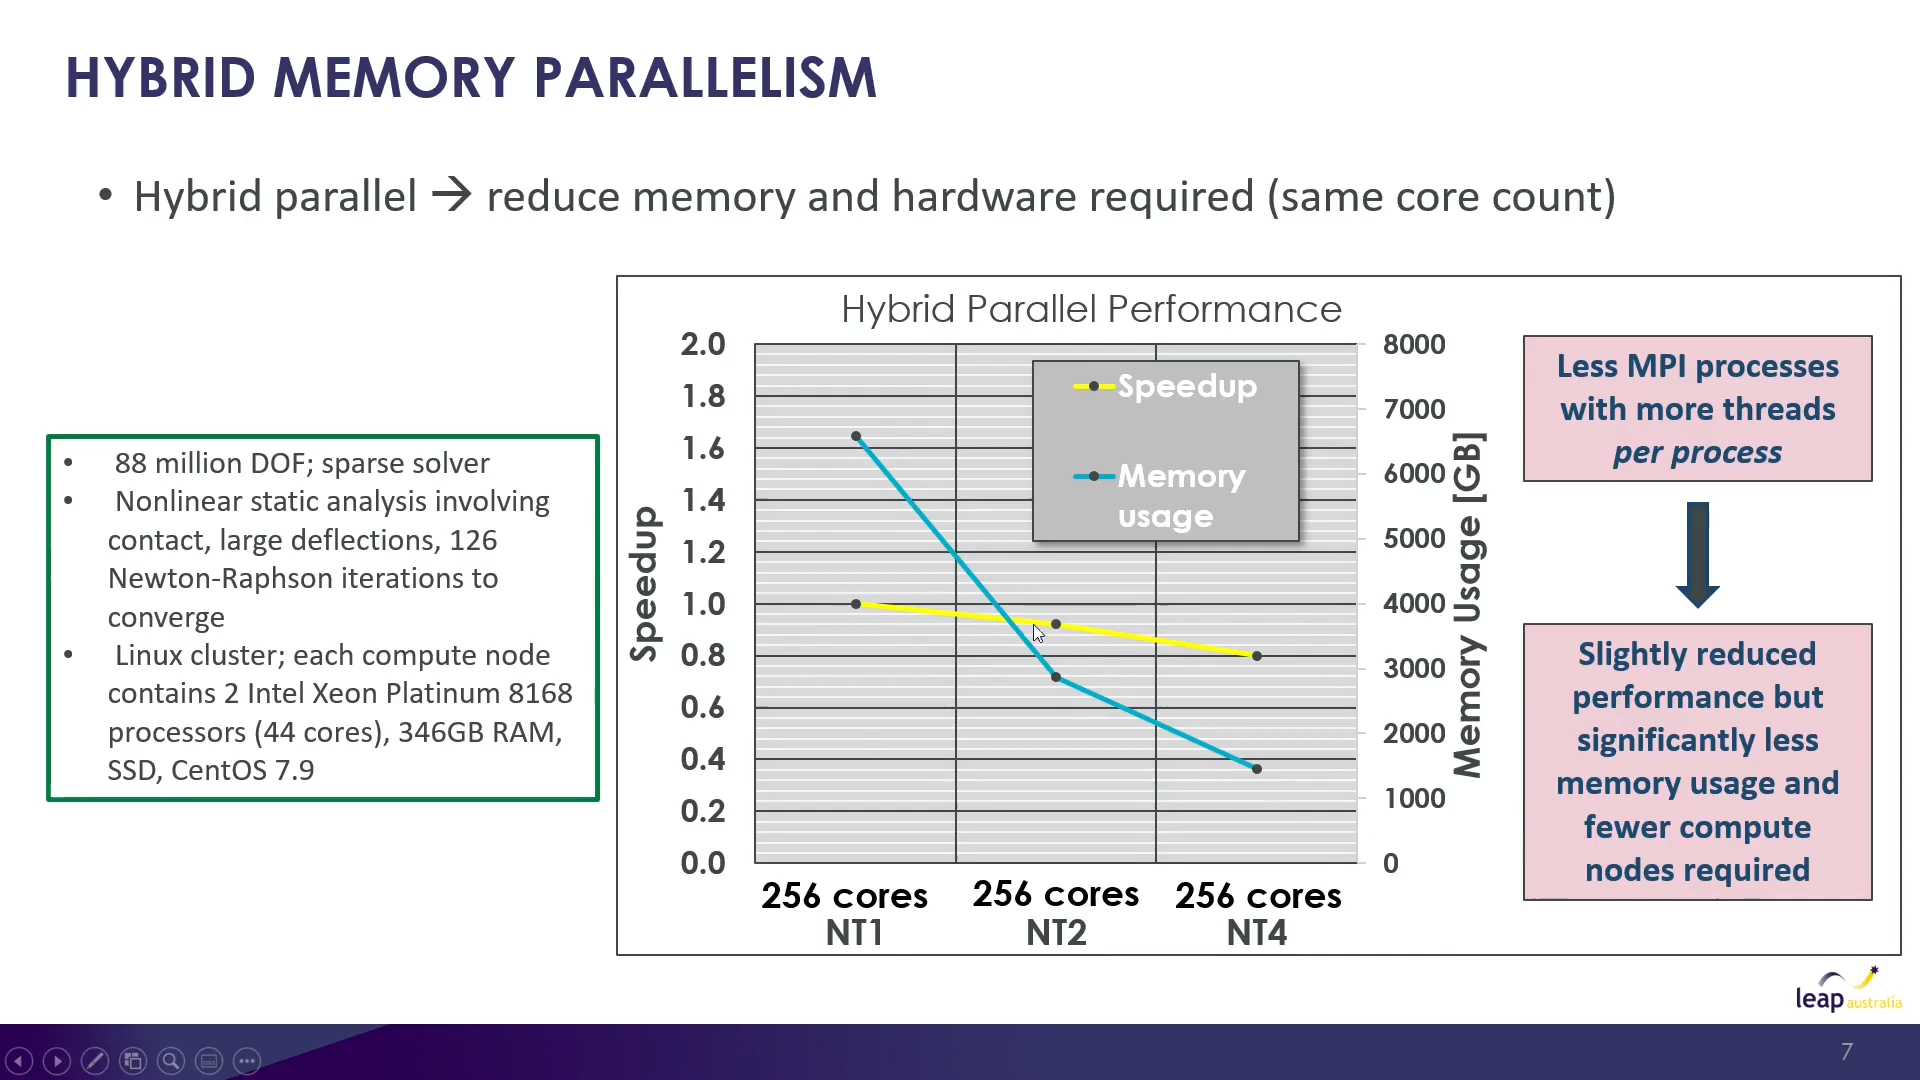 HYBRID MEMORY PARALLELISM
• Hybrid parallel → reduce memory and hardware required (same core count)
• 88 million DOF; sparse solver
• Nonlinear static analysis involving
contact, large deflections, 126
Newton-Raphson iterations to
converge
• Linux cluster; each compute node
contains 2 Intel Xeon Platinum 8168
processors (44 cores), 346GB RAM,
SSD, CentOS 7.9
Hybrid Parallel Performance
Speedup
2.0
1.8
1.6
1.4
1.2
1.0
0.8
0.6
0.4
0.2
0.0
Speedup
Memory
usage
8000
7000
6000
5000
4000
3000
2000
1000
0
Memory Usage [GB]
256 cores 256 cores 256 cores
NT1 NT2 NT4
Less MPI processes
with more threads
per process
Slightly reduced
performance but
significantly less
memory usage and
fewer compute
nodes required
leap australia
7